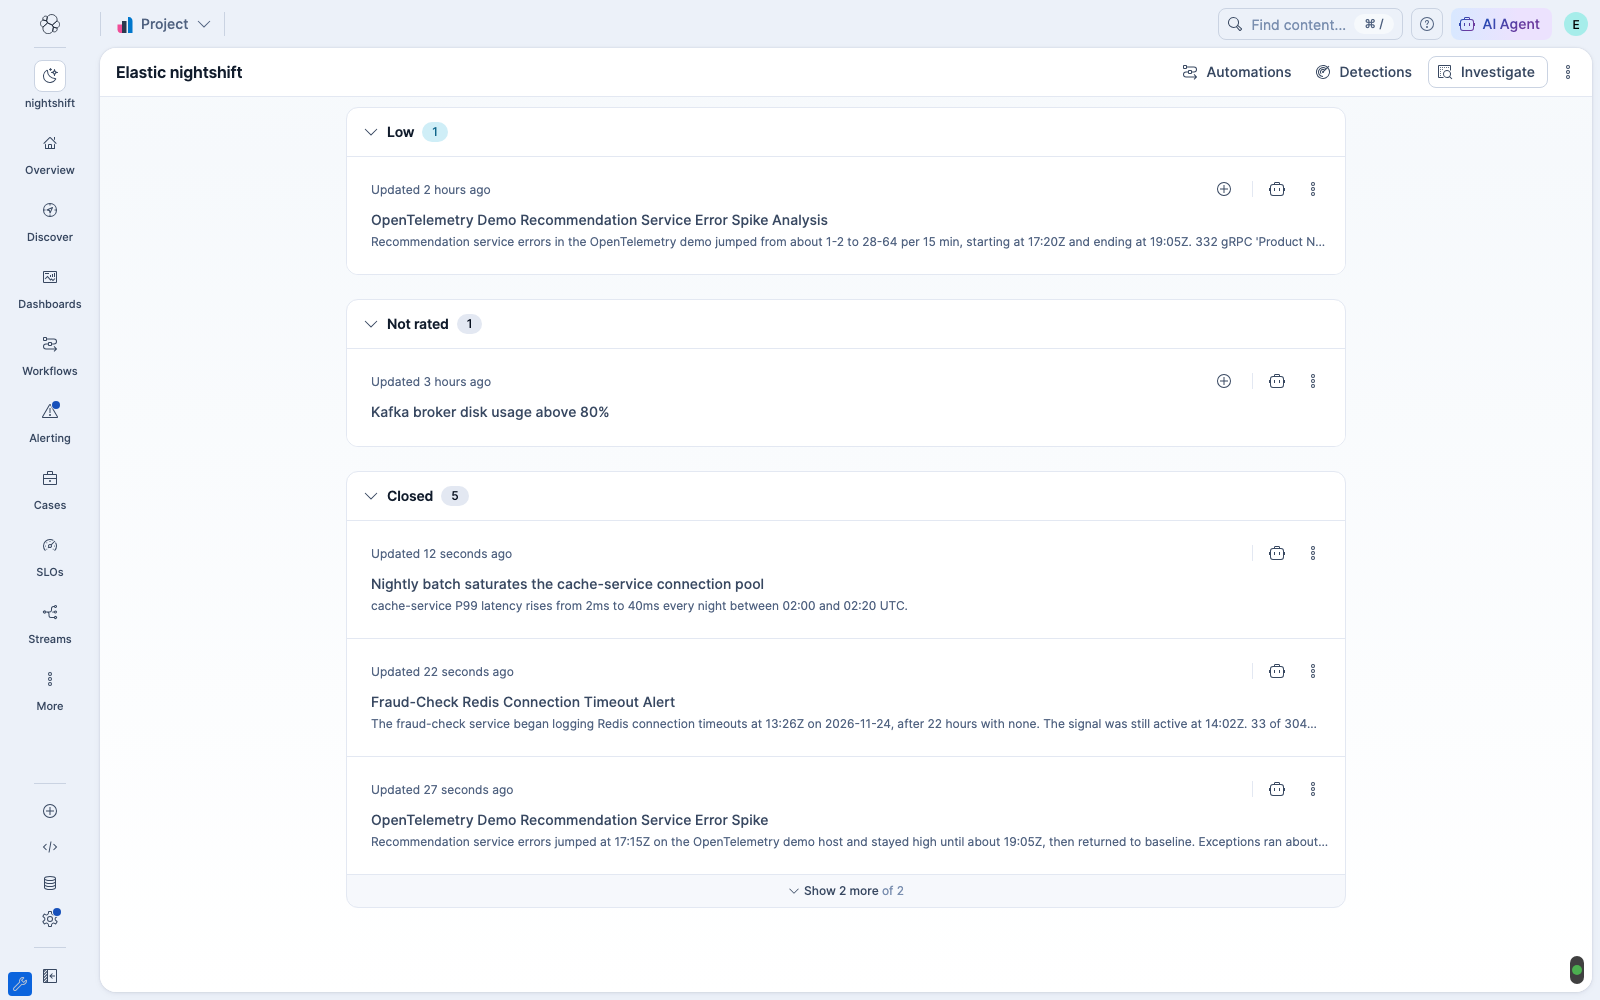 Project
Find content...
⌘ /
AI Agent
E
Elastic nightshift
Automations
Detections
Investigate
nightshift
Overview
Discover
Dashboards
Workflows
Alerting
Cases
SLOs
Streams
More
Low 1
Updated 2 hours ago
OpenTelemetry Demo Recommendation Service Error Spike Analysis
Recommendation service errors in the OpenTelemetry demo jumped from about 1-2 to 28-64 per 15 min, starting at 17:20Z and ending at 19:05Z. 332 gRPC 'Product N...
Not rated 1
Updated 3 hours ago
Kafka broker disk usage above 80%
Closed 5
Updated 12 seconds ago
Nightly batch saturates the cache-service connection pool
cache-service P99 latency rises from 2ms to 40ms every night between 02:00 and 02:20 UTC.
Updated 22 seconds ago
Fraud-Check Redis Connection Timeout Alert
The fraud-check service began logging Redis connection timeouts at 13:26Z on 2026-11-24, after 22 hours with none. The signal was still active at 14:02Z. 33 of 304...
Updated 27 seconds ago
OpenTelemetry Demo Recommendation Service Error Spike
Recommendation service errors jumped at 17:15Z on the OpenTelemetry demo host and stayed high until about 19:05Z, then returned to baseline. Exceptions ran about...
Show 2 more of 2